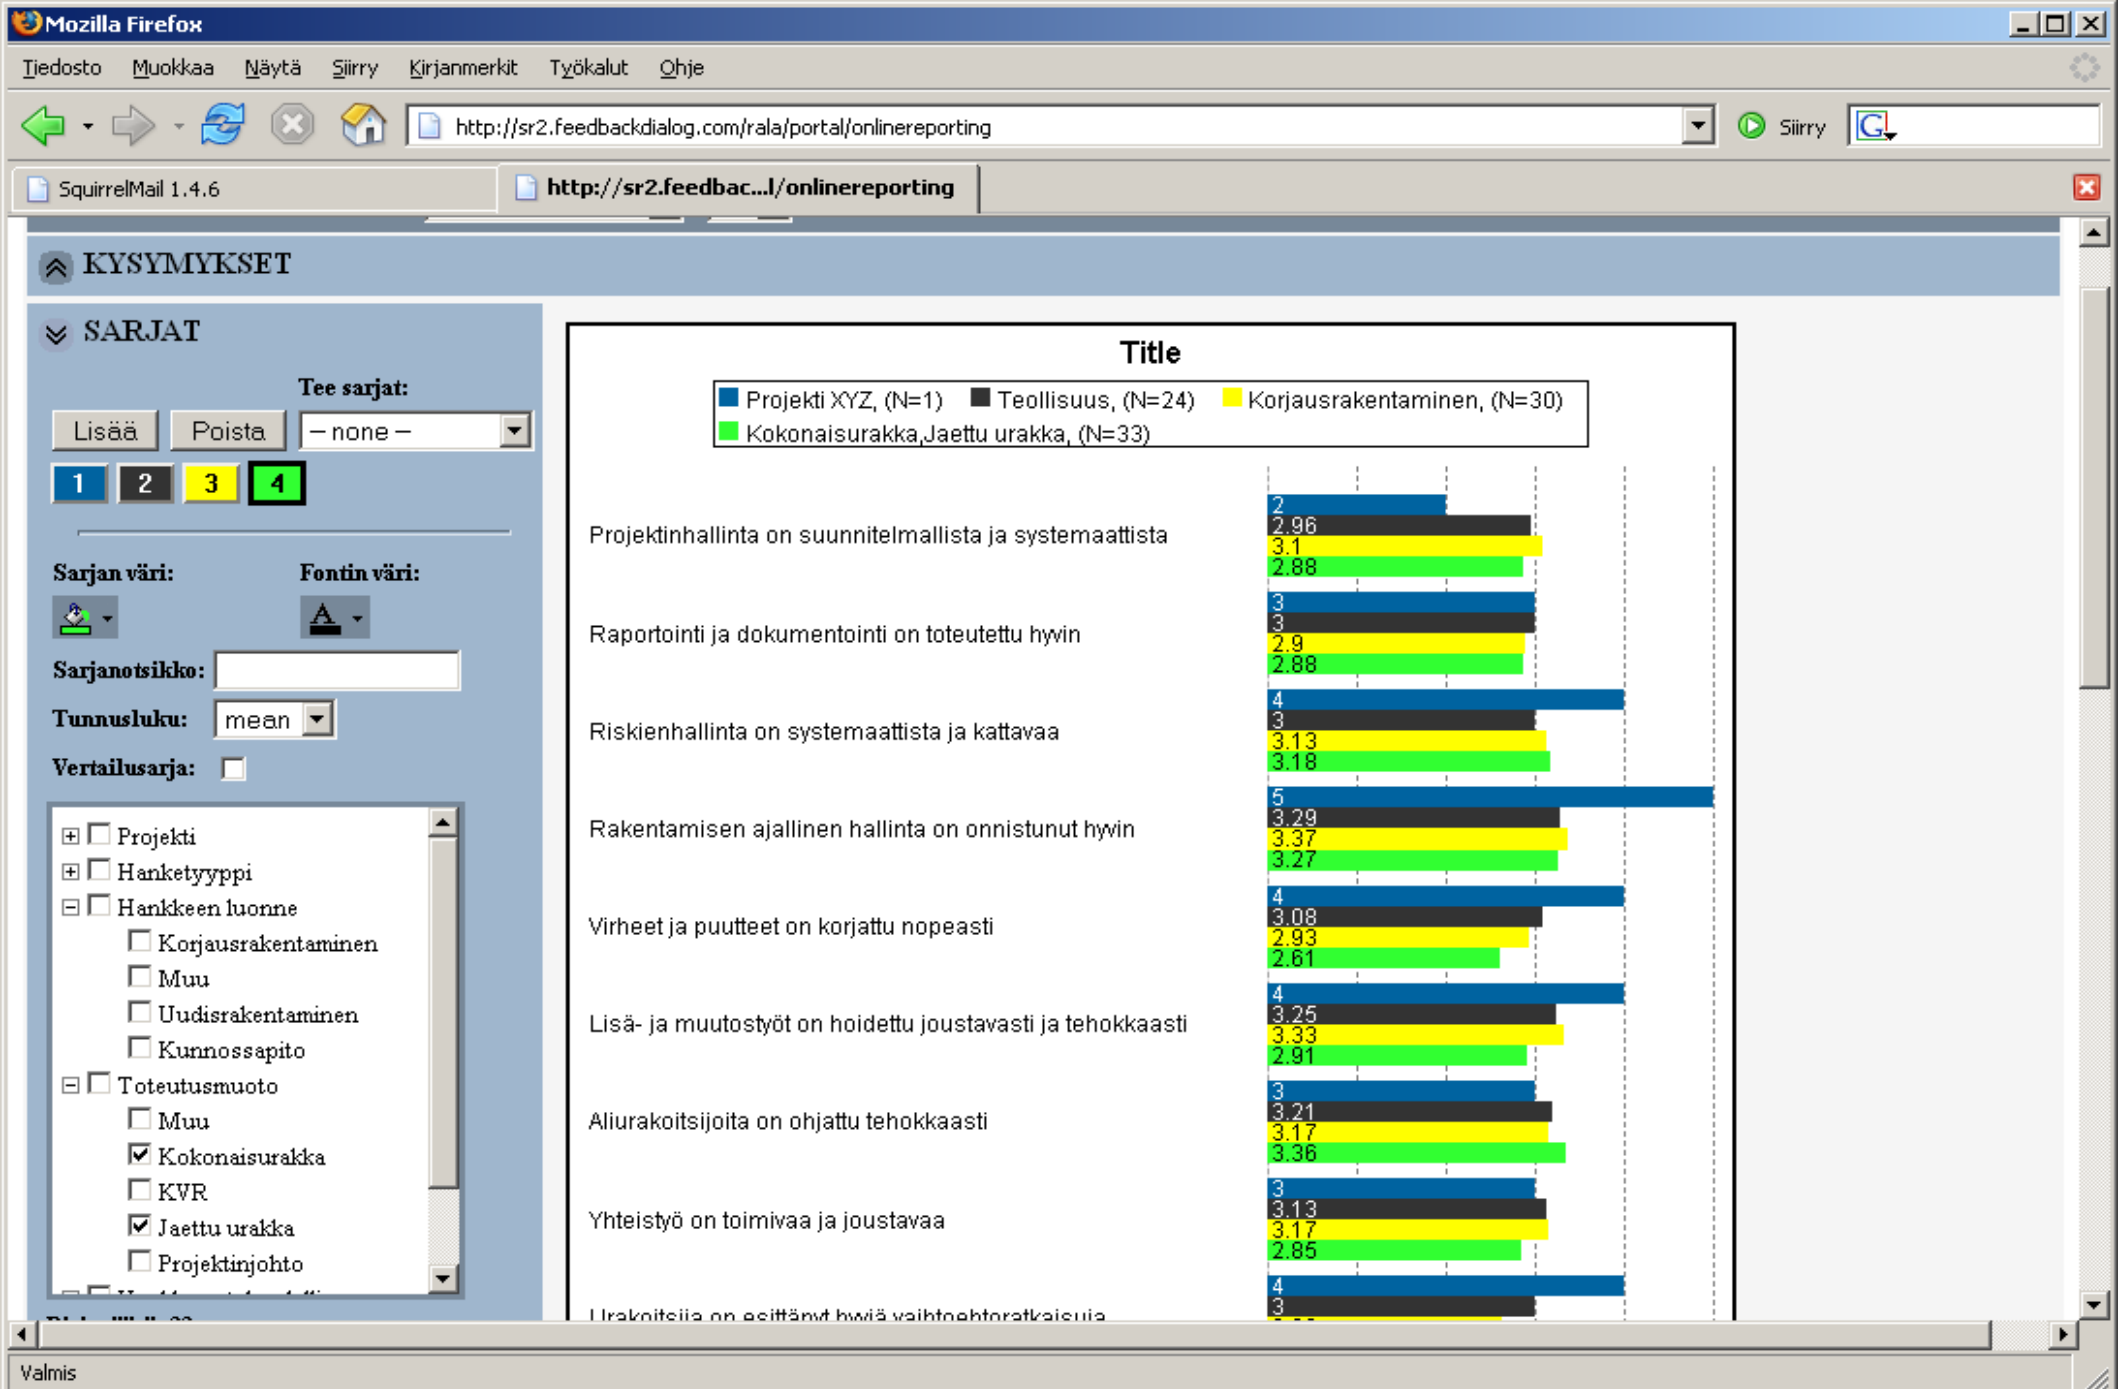 Mozilla Firefox
Tiedosto Muokkaa Näytä Siirry Kirjanmerkit Työkalut Ohje
http://sr2.feedbackdialog.com/rala/portal/onlinereporting Siirry G
SquirrelMail 1.4.6 http://sr2.feedbac...l/onlinereporting
KYSYMYKSET
SARJAT
Tee sarjat:
Lisää Poista – none –
1 2 3 4
Sarjan väri: Fontin väri:
A
Sarjanotsikko:
Tunnusluku: mean
Vertailusarja:
Projekti
Hanketyyppi
Hankkeen luonne
Korjausrakentaminen
Muu
Uudisrakentaminen
Kunnossapito
Toteutusmuoto
Muu
Kokonaisurakka
KVR
Jaettu urakka
Projektinjohto
Title
Projekti XYZ, (N=1) Teollisuus, (N=24) Korjausrakentaminen, (N=30)
Kokonaisurakka,Jaettu urakka, (N=33)
Projektinhallinta on suunnitelmallista ja systemaattista
2
2.96
3.1
2.88
Raportointi ja dokumentointi on toteutettu hyvin
3
3
2.9
2.88
Riskienhallinta on systemaattista ja kattavaa
4
3
3.13
3.18
Rakentamisen ajallinen hallinta on onnistunut hyvin
5
3.29
3.37
3.27
Virheet ja puutteet on korjattu nopeasti
4
3.08
2.93
2.61
Lisä- ja muutostyöt on hoidettu joustavasti ja tehokkaasti
4
3.25
3.33
2.91
Aliurakoitsijoita on ohjattu tehokkaasti
3
3.21
3.17
3.36
Yhteistyö on toimivaa ja joustavaa
3
3.13
3.17
2.85
Urakoitsija on esittänyt hyviä vaihtoehtoratkaisuja
4
3
Valmis